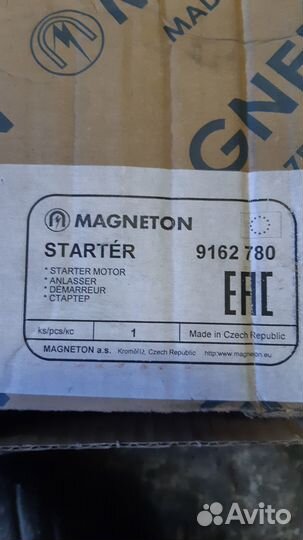 MAGNETON
STARTÉR 9162 780
* STARTER MOTOR
* ANLASSER
* DÉMARREUR
* СТАРТЕР
EAC
ks/pcs/кс 1 Made in Czech Republic
MAGNETON a.s. Kroměříž, Czech Republic http:www.magneton.eu
Avito